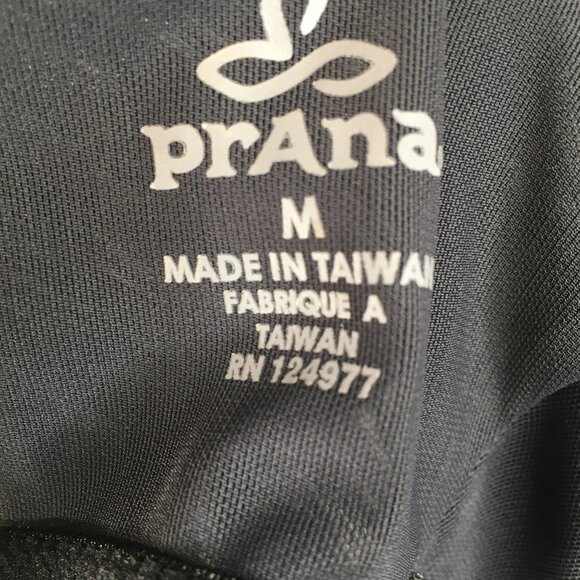 prAna
M
MADE IN TAIWAN
FABRIQUE A
TAIWAN
RN 124977